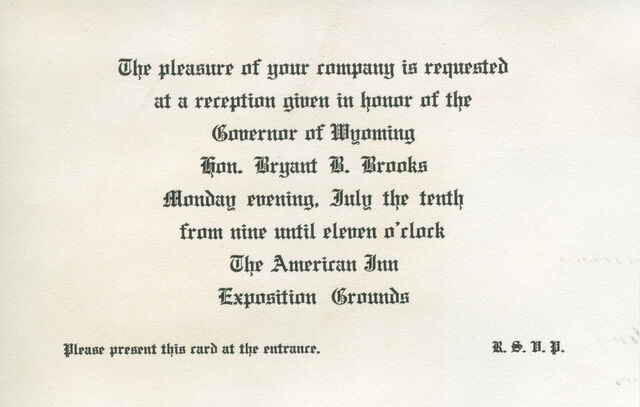 The pleasure of your company is requested
at a reception given in honor of the
Governor of Wyoming
Hon. Bryant B. Brooks
Monday evening, July the tenth
from nine until eleven o'clock
The American Inn
Exposition Grounds
Please present this card at the entrance. R. S. V. P.